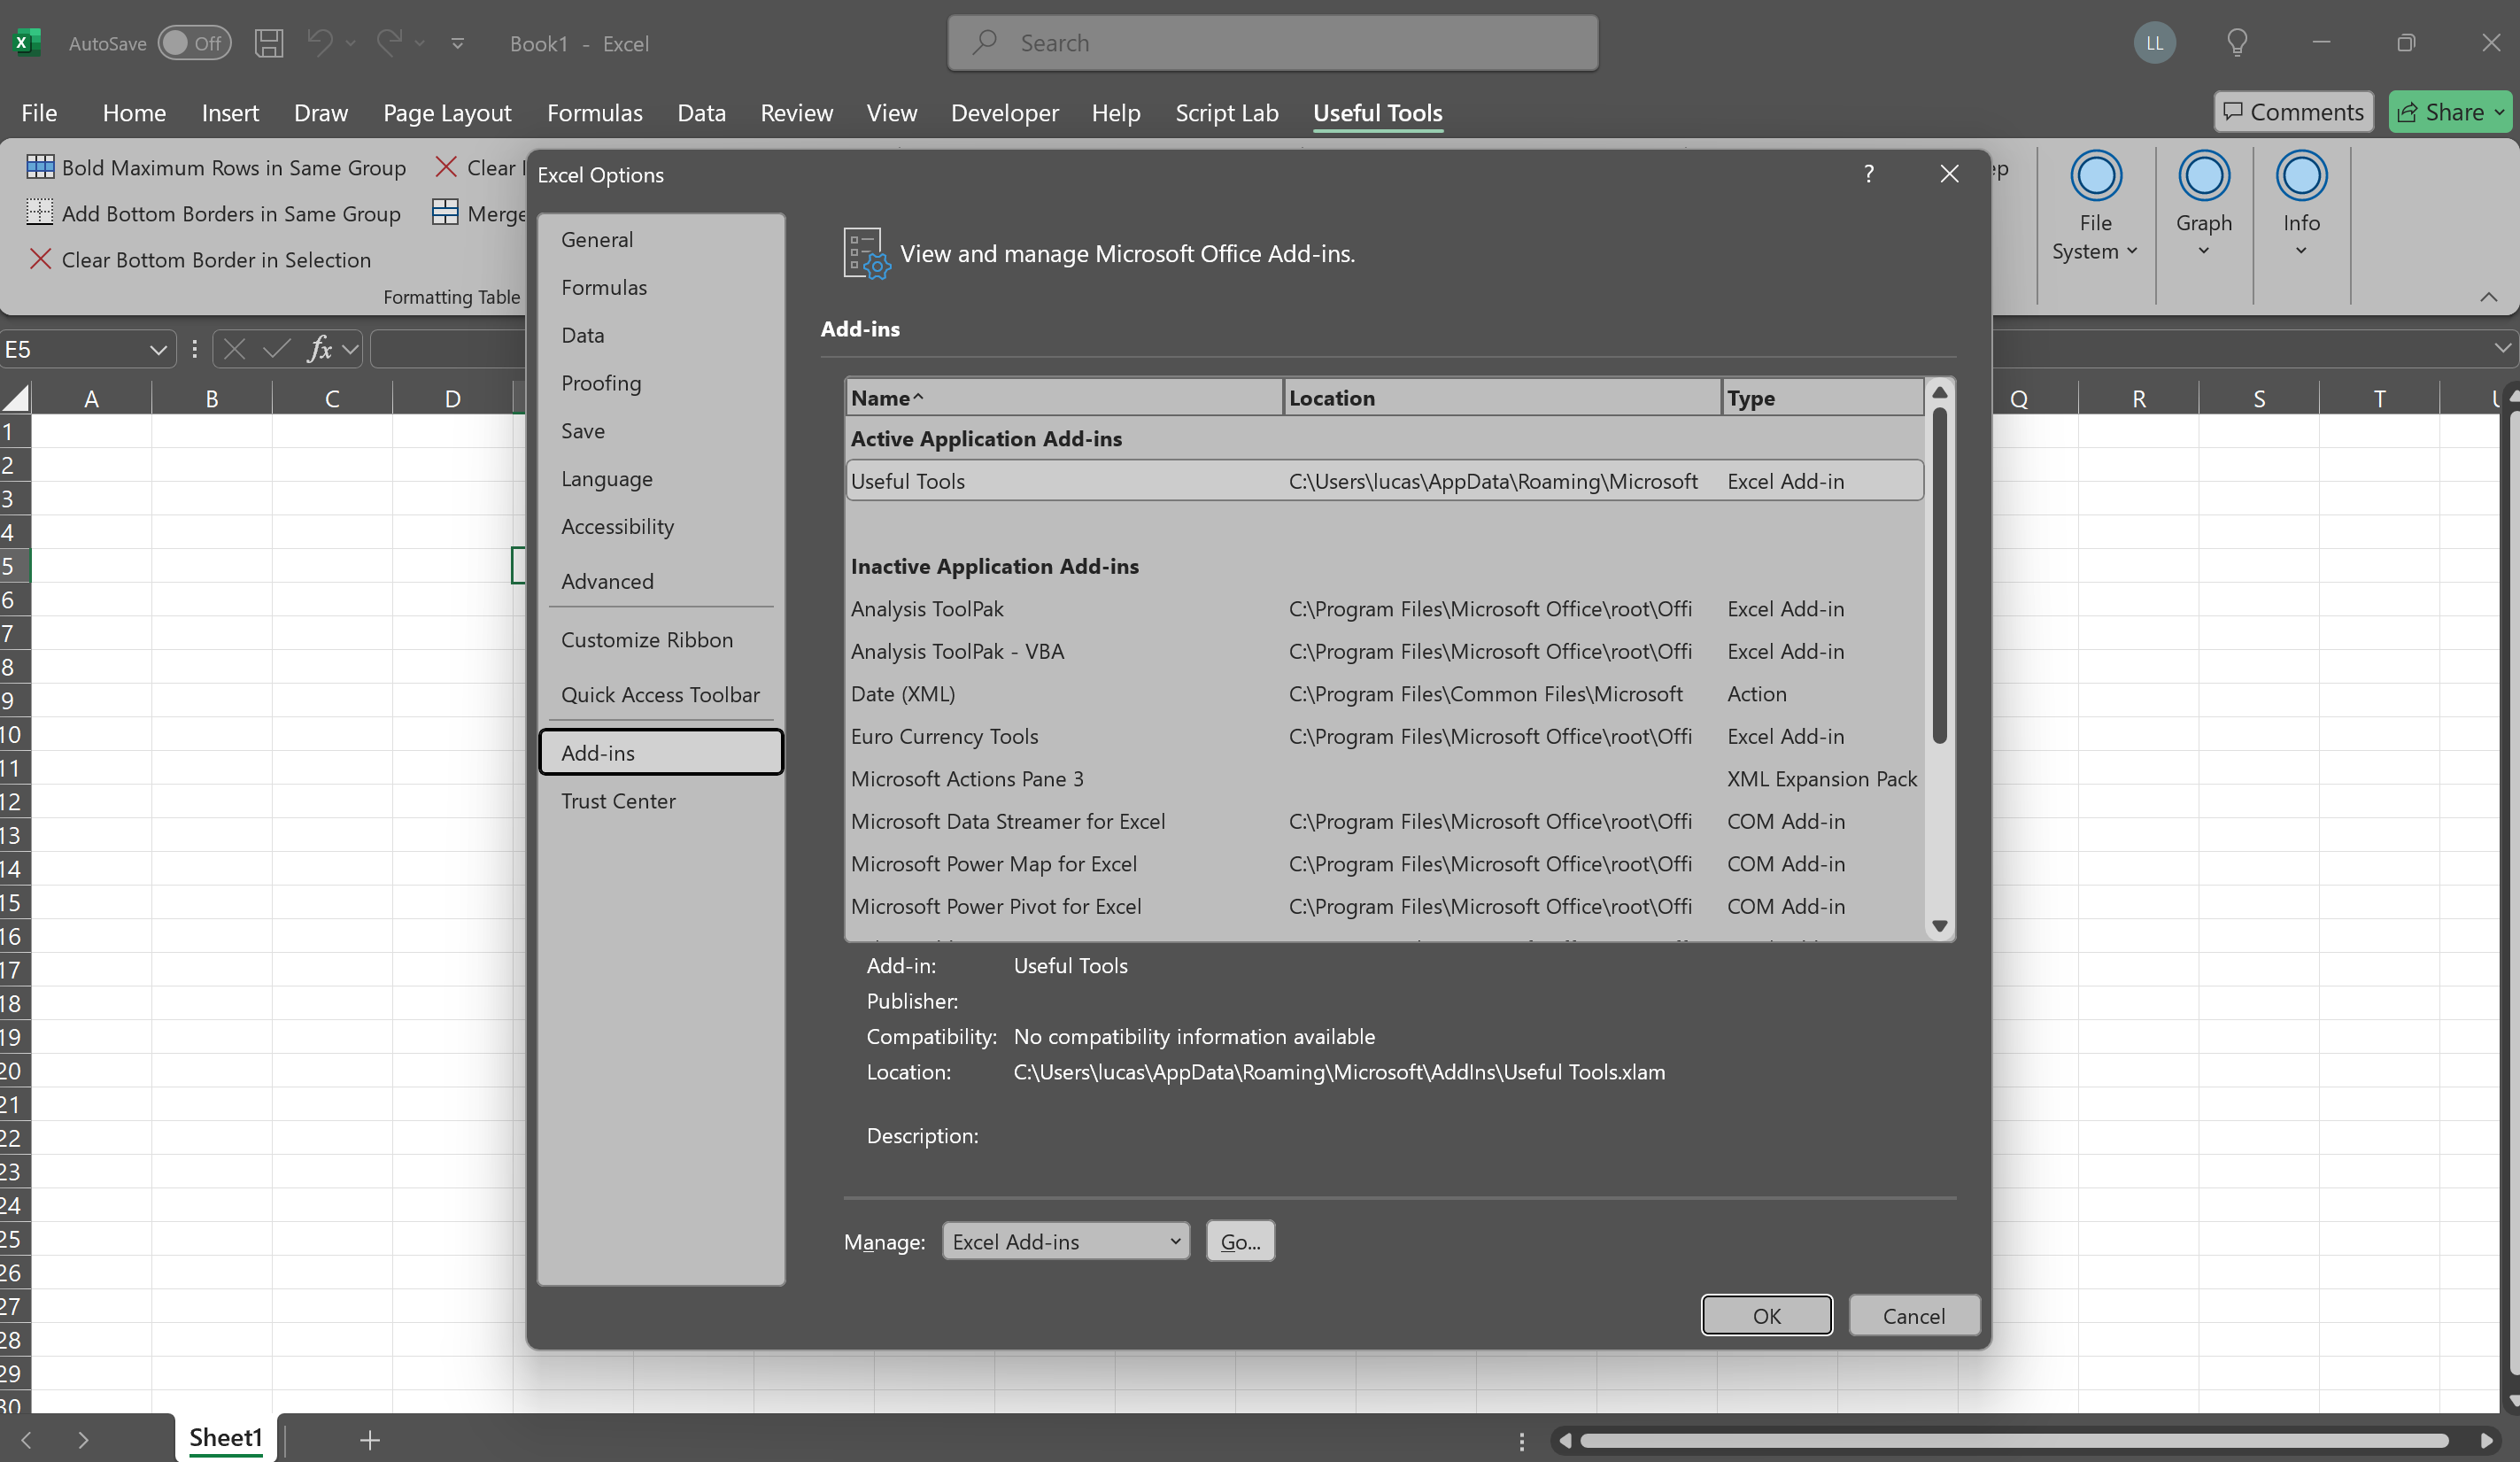 AutoSave Off Book1 - Excel Search LL
File Home Insert Draw Page Layout Formulas Data Review View Developer Help Script Lab Useful Tools Comments Share
Bold Maximum Rows in Same Group Clear
Add Bottom Borders in Same Group Merge
Clear Bottom Border in Selection
Formatting Table
File
System
Graph
Info
E5 fx
A B C D Q R S T
1
2
3
4
5
6
7
8
9
10
11
12
13
14
15
16
17
18
19
20
21
22
23
24
25
26
27
28
29
30
Excel Options ?
General
Formulas
Data
Proofing
Save
Language
Accessibility
Advanced
Customize Ribbon
Quick Access Toolbar
Add-ins
Trust Center
View and manage Microsoft Office Add-ins.
Add-ins
Name Location Type
Active Application Add-ins
Useful Tools C:\Users\lucas\AppData\Roaming\Microsoft Excel Add-in
Inactive Application Add-ins
Analysis ToolPak C:\Program Files\Microsoft Office\root\Offi Excel Add-in
Analysis ToolPak - VBA C:\Program Files\Microsoft Office\root\Offi Excel Add-in
Date (XML) C:\Program Files\Common Files\Microsoft Action
Euro Currency Tools C:\Program Files\Microsoft Office\root\Offi Excel Add-in
Microsoft Actions Pane 3 XML Expansion Pack
Microsoft Data Streamer for Excel C:\Program Files\Microsoft Office\root\Offi COM Add-in
Microsoft Power Map for Excel C:\Program Files\Microsoft Office\root\Offi COM Add-in
Microsoft Power Pivot for Excel C:\Program Files\Microsoft Office\root\Offi COM Add-in
Add-in: Useful Tools
Publisher:
Compatibility: No compatibility information available
Location: C:\Users\lucas\AppData\Roaming\Microsoft\AddIns\Useful Tools.xlam
Description:
Manage: Excel Add-ins Go...
OK Cancel
Sheet1